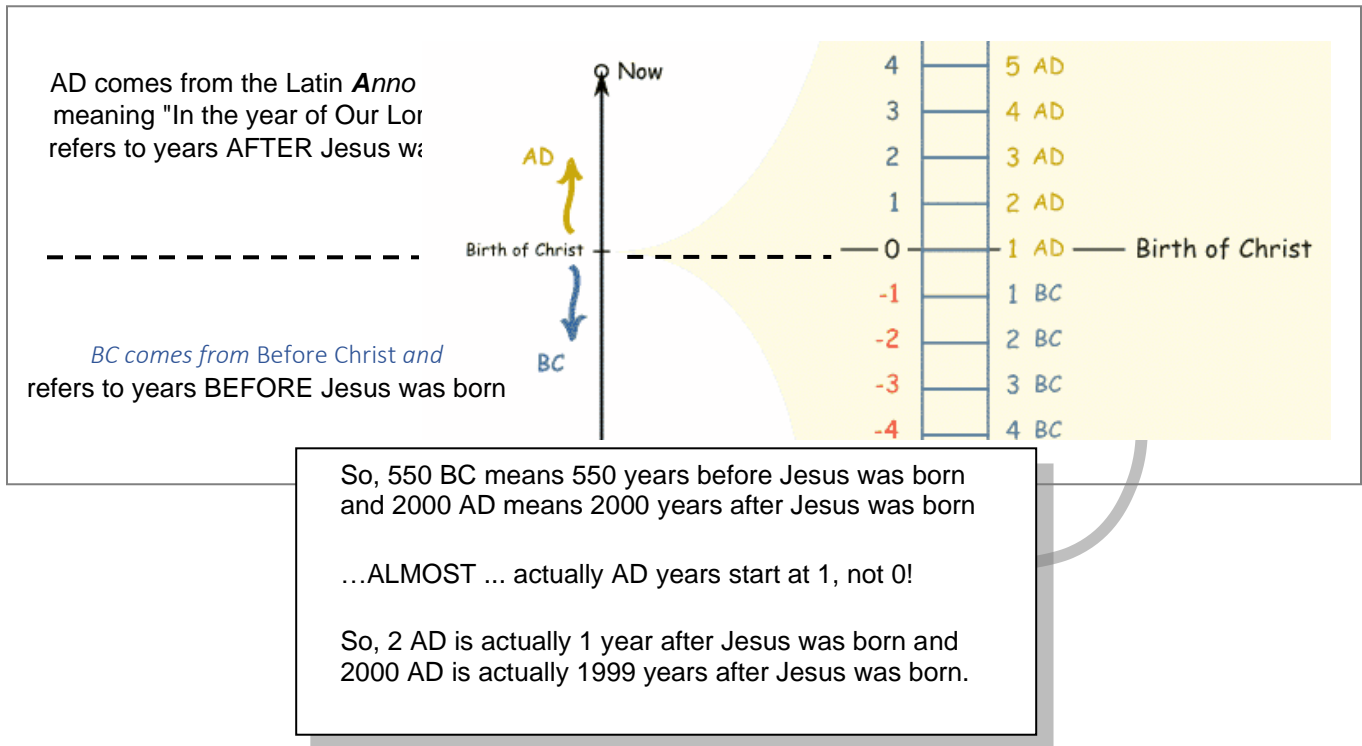 AD comes from the Latin Anno
meaning "In the year of Our Lor
refers to years AFTER Jesus wa
BC comes from Before Christ and
refers to years BEFORE Jesus was born
Now
AD
Birth of Christ
BC
4 5 AD
3 4 AD
2 3 AD
1 2 AD
0 1 AD Birth of Christ
-1 1 BC
-2 2 BC
-3 3 BC
-4 4 BC
So, 550 BC means 550 years before Jesus was born
and 2000 AD means 2000 years after Jesus was born
…ALMOST ... actually AD years start at 1, not 0!
So, 2 AD is actually 1 year after Jesus was born and
2000 AD is actually 1999 years after Jesus was born.